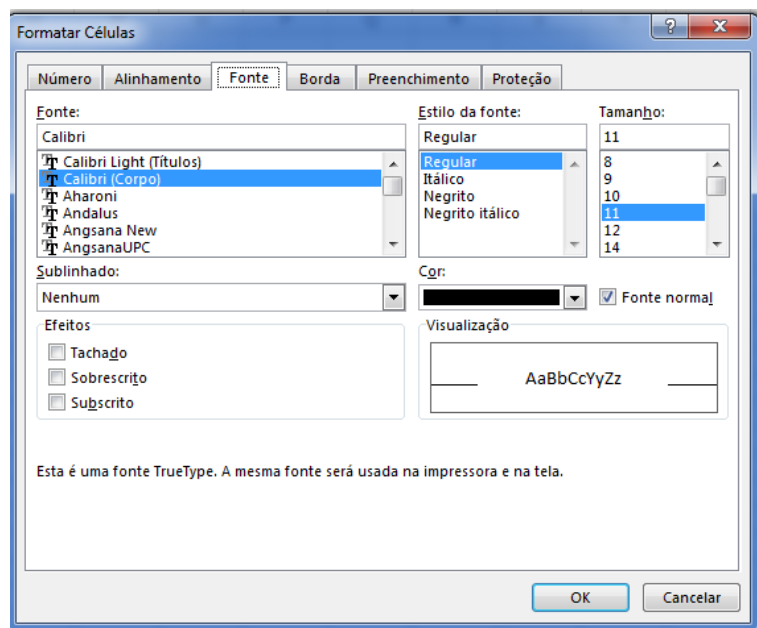 Formatar Células
Número Alinhamento Fonte Borda Preenchimento Proteção
Fonte: Estilo da fonte: Tamanho:
Calibri Regular 11
Calibri Light (Títulos) Regular 8
Calibri (Corpo) Itálico 9
Aharoni Negrito 10
Andalus Negrito itálico 11
Angsana New 12
AngsanaUPC 14
Sublinhado: Cor:
Nenhum Fonte normal
Efeitos Visualização
Tachado
Sobrescrito AaBbCcYyZz
Subscrito
Esta é uma fonte TrueType. A mesma fonte será usada na impressora e na tela.
OK Cancelar